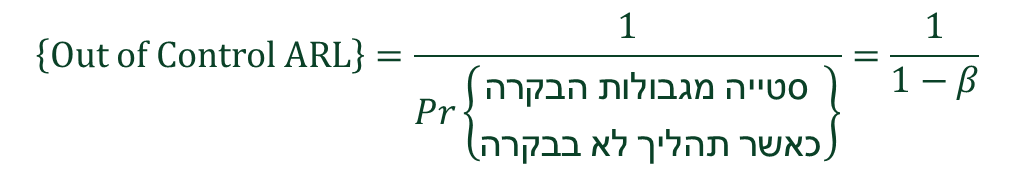 {Out of Control ARL} = 1 / Pr{סטייה מגבולות הבקרה
כאשר תהליך לא בבקרה} = 1 / 1 − β